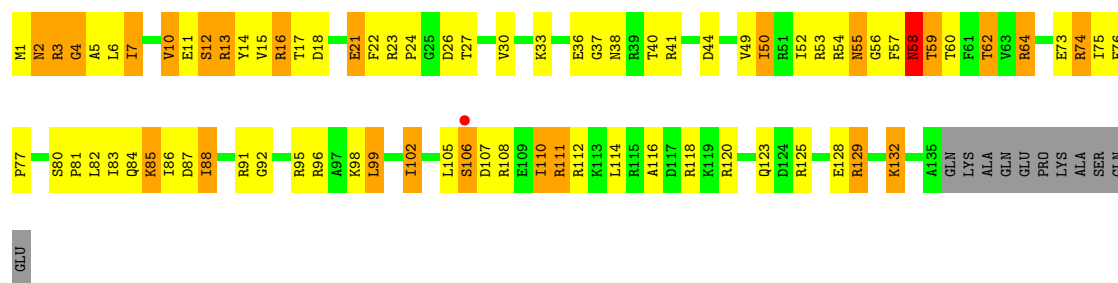 M1 N2 R3 G4 A5 L6 I7 V10 E11 S12 R13 Y14 V15 R16 T17 D18 E21 F22 R23 P24 G25 D26 T27 V30 K33 E36 G37 N38 R39 T40 R41 D44 V49 I50 R51 I52 R53 R54 N55 G56 F57 N58 T59 T60 F61 T62 V63 R64 E73 R74 I75
P77 S80 P81 L82 I83 Q84 K85 I86 D87 I88 R91 G92 R95 R96 A97 K98 L99 I102 L105 S106 D107 R108 E109 I110 R111 R112 K113 L114 R115 A116 D117 R118 K119 R120 Q123 D124 R125 E128 R129 K132 A135 GLN LYS ALA GLN GLU PRO LYS ALA SER
GLU